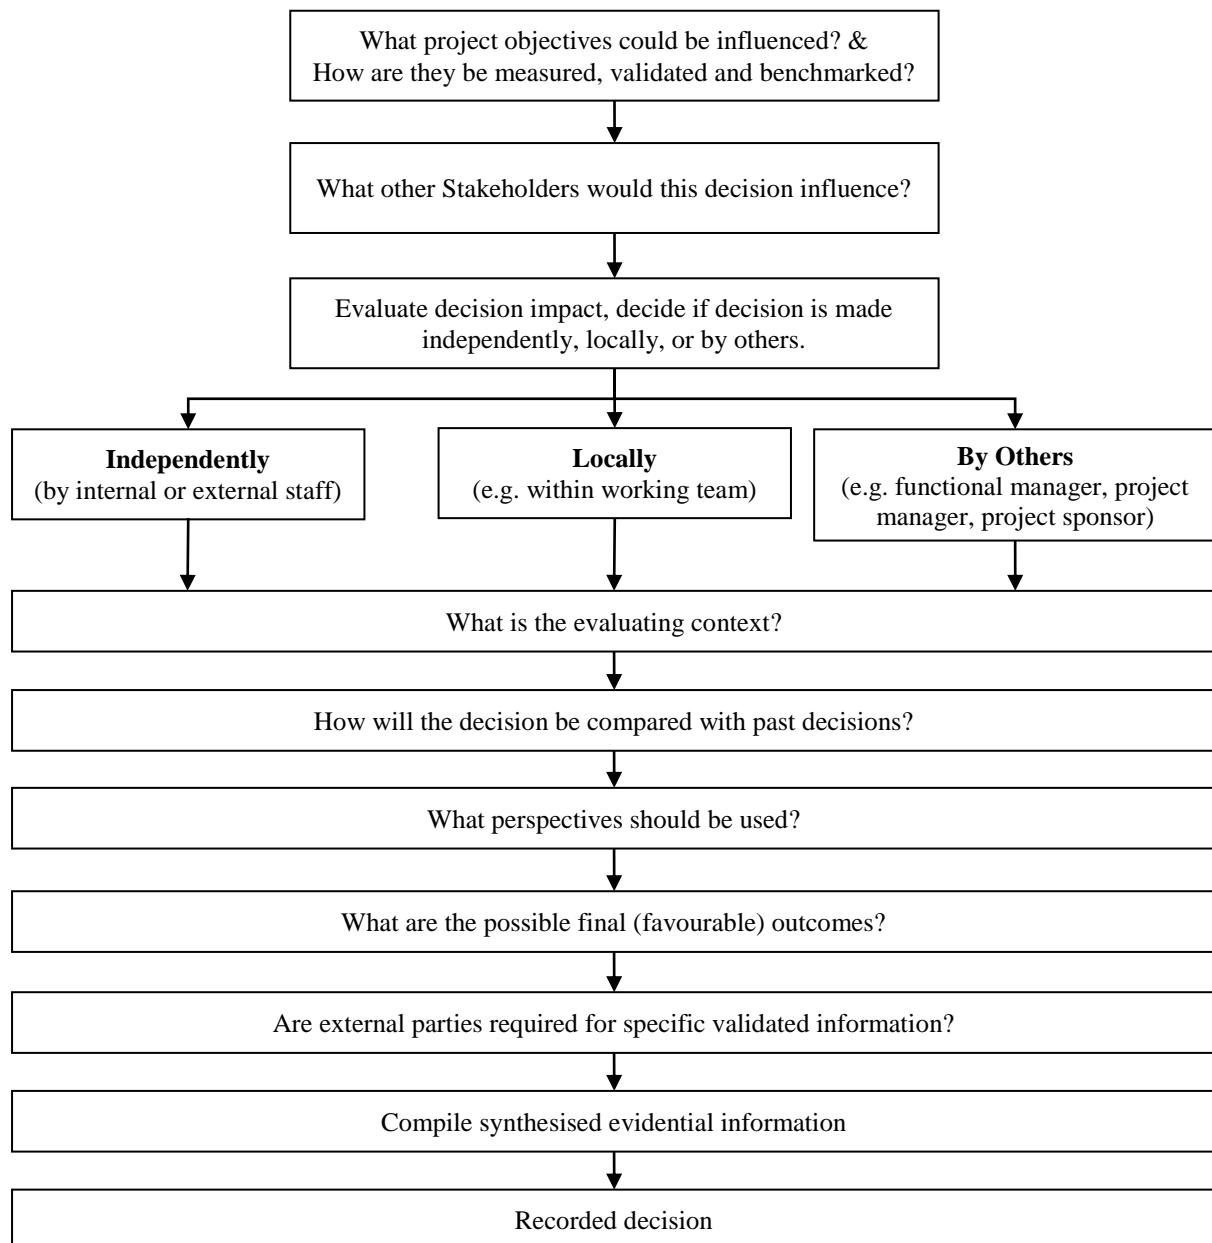 What project objectives could be influenced? &
How are they be measured, validated and benchmarked?
What other Stakeholders would this decision influence?
Evaluate decision impact, decide if decision is made
independently, locally, or by others.
Independently
(by internal or external staff)
Locally
(e.g. within working team)
By Others
(e.g. functional manager, project
manager, project sponsor)
What is the evaluating context?
How will the decision be compared with past decisions?
What perspectives should be used?
What are the possible final (favourable) outcomes?
Are external parties required for specific validated information?
Compile synthesised evidential information
Recorded decision